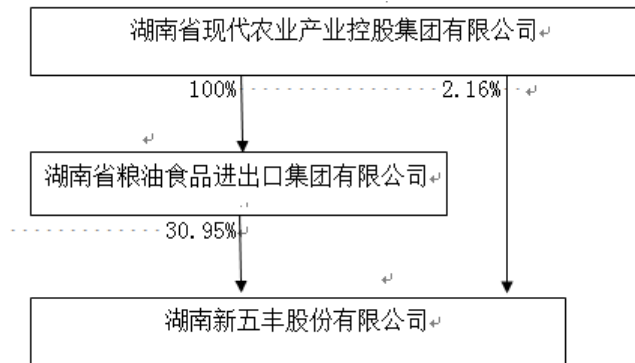 湖南省现代农业产业控股集团有限公司
100%
2.16%
湖南省粮油食品进出口集团有限公司
30.95%
湖南新五丰股份有限公司